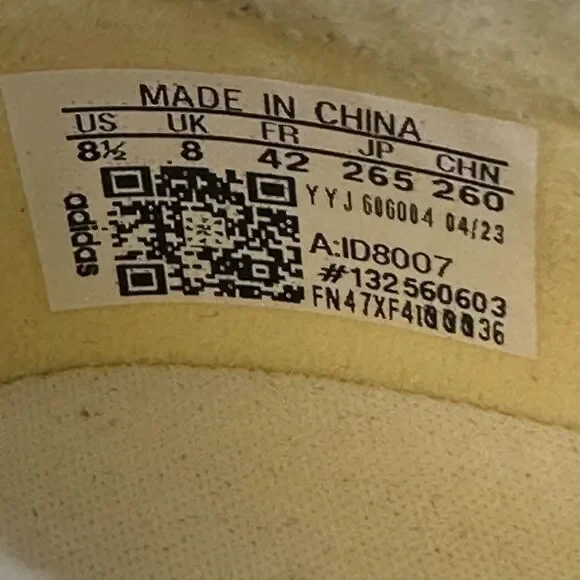 MADE IN CHINA
US UK FR JP CHN
8½ 8 42 265 260
adidas
YYJ 606004 04/23
A:ID8007
#132560603